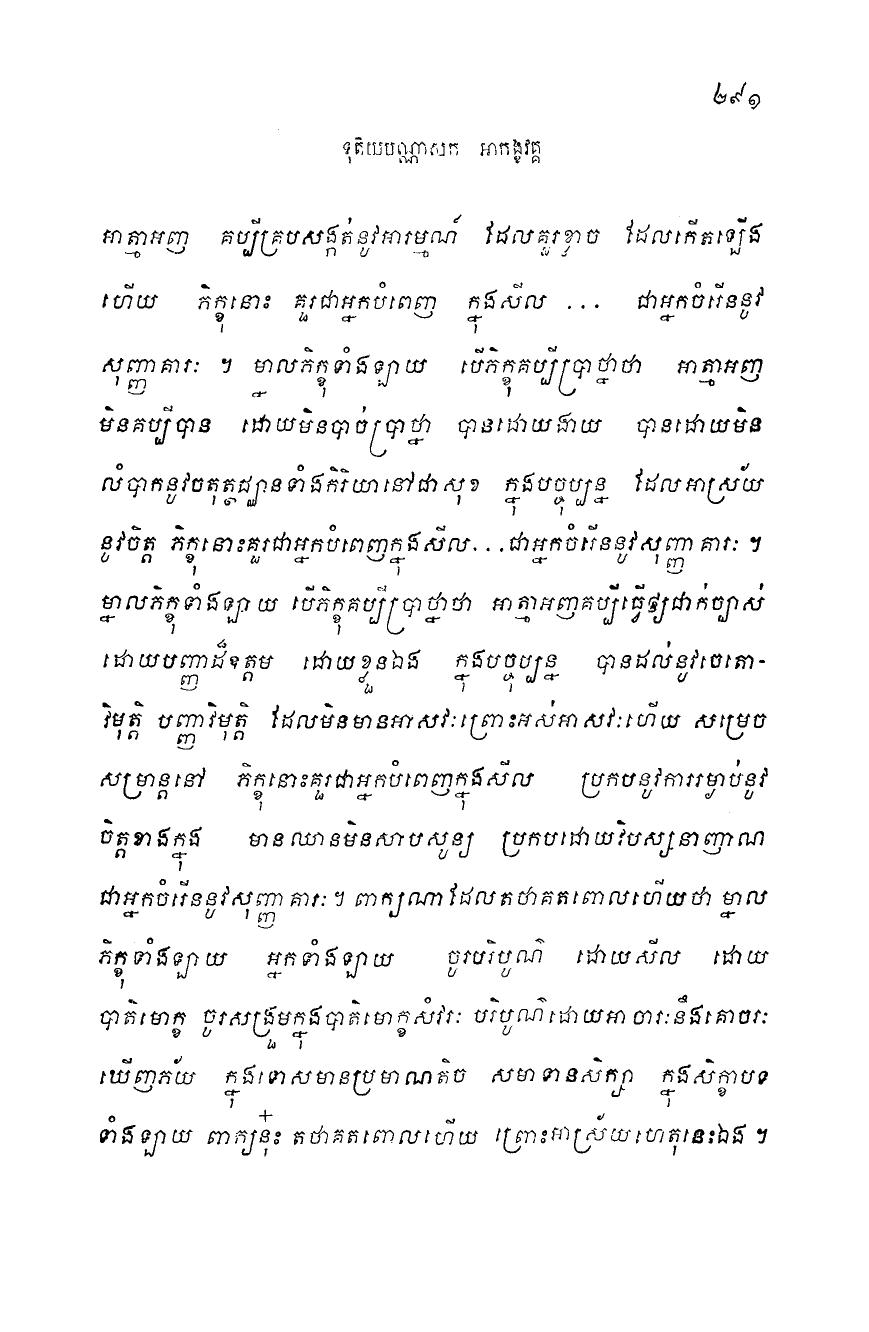 ២៩១
ទុតិយបណ្ណាសក អាកង្ខវគ្គ
អាត្មាអញ គប្បីគ្របសង្កត់នូវអារម្មណ៍ ដែលគួរខ្លាច ដែលកើតឡើង
ហើយ ភិក្ខុនោះ គួរជាអ្នកបំពេញ ក្នុងសីល ... ជាអ្នកចំរើននូវ
សុញ្ញាគារៈ ។ ម្នាលភិក្ខុទាំងឡាយ បើភិក្ខុគប្បីប្រាថ្នាថា អាត្មាអញ
មិនគប្បីបាន ដោយមិនបាច់ប្រាថ្នា បានដោយងាយ បានដោយមិន
លំបាកនូវចតុត្ថជ្ឈានទាំងកិរិយានៅជាសុខ ក្នុងបច្ចុប្បន្ន ដែលអាស្រ័យ
នូវចិត្ត ភិក្ខុនោះគួរជាអ្នកបំពេញក្នុងសីល...ជាអ្នកចំរើននូវសុញ្ញាគារៈ ។
ម្នាលភិក្ខុទាំងឡាយ បើភិក្ខុគប្បីប្រាថ្នាថា អាត្មាអញគប្បីធ្វើឲ្យជាក់ច្បាស់
ដោយបញ្ញាដ៏ឧត្តម ដោយខ្លួនឯង ក្នុងបច្ចុប្បន្ន បានដល់នូវចេតោ-
វិមុត្តិ បញ្ញាវិមុត្តិ ដែលមិនមានអាសវៈព្រោះអស់អាសវៈហើយ សម្រេច
សម្រាន្តនៅ ភិក្ខុនោះគួរជាអ្នកបំពេញក្នុងសីល ប្រកបនូវការរម្ងាប់នូវ
ចិត្តខាងក្នុង មានឈានមិនសាបសូន្យ ប្រកបដោយវិបស្សនាញាណ
ជាអ្នកចំរើននូវសុញ្ញាគារៈ ។ ពាក្យណាដែលតថាគតពោលហើយថា ម្នាល
ភិក្ខុទាំងឡាយ អ្នកទាំងឡាយ ចូរបរិបូណ៌ ដោយសីល ដោយ
បាតិមោក្ខ ចូរសង្រួមក្នុងបាតិមោក្ខសំវរៈ បរិបូណ៌ដោយអាចារៈនឹងគោចរៈ
ឃើញភ័យ ក្នុងទោសមានប្រមាណតិច សមាទានសិក្សា ក្នុងសិក្ខាបទ
ទាំងឡាយ ពាក្យនុ៎ះ តថាគតពោលហើយ ព្រោះអាស្រ័យហេតុនេះឯង ។